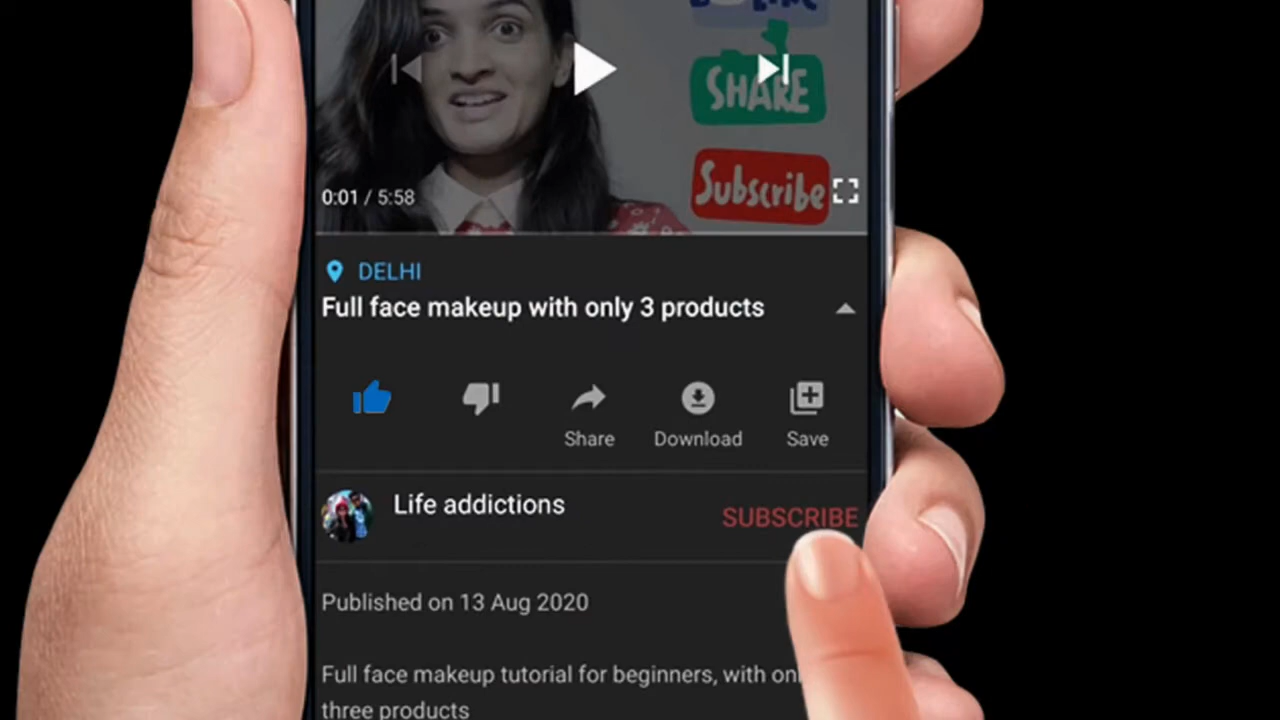 SHARE
Subscribe
0:01 / 5:58
DELHI
Full face makeup with only 3 products
Share Download Save
Life addictions SUBSCRIBE
Published on 13 Aug 2020
Full face makeup tutorial for beginners, with
three products